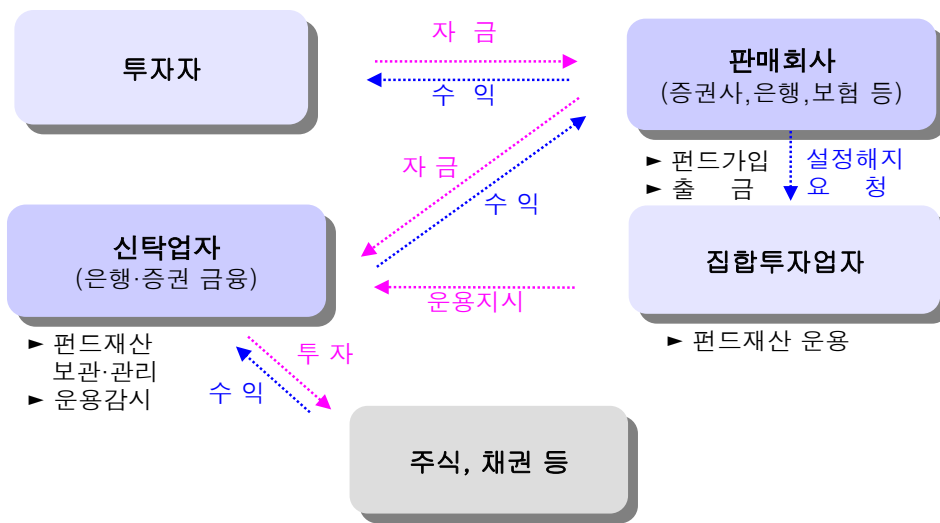 투자자
자 금
수 익
판매회사
(증권사,은행,보험 등)
► 펀드가입
► 출 금
설정해지
요 청
자 금
수 익
신탁업자
(은행·증권 금융)
집합투자업자
운용지시
► 펀드재산
보관·관리
► 운용감시
► 펀드재산 운용
투 자
수 익
주식, 채권 등